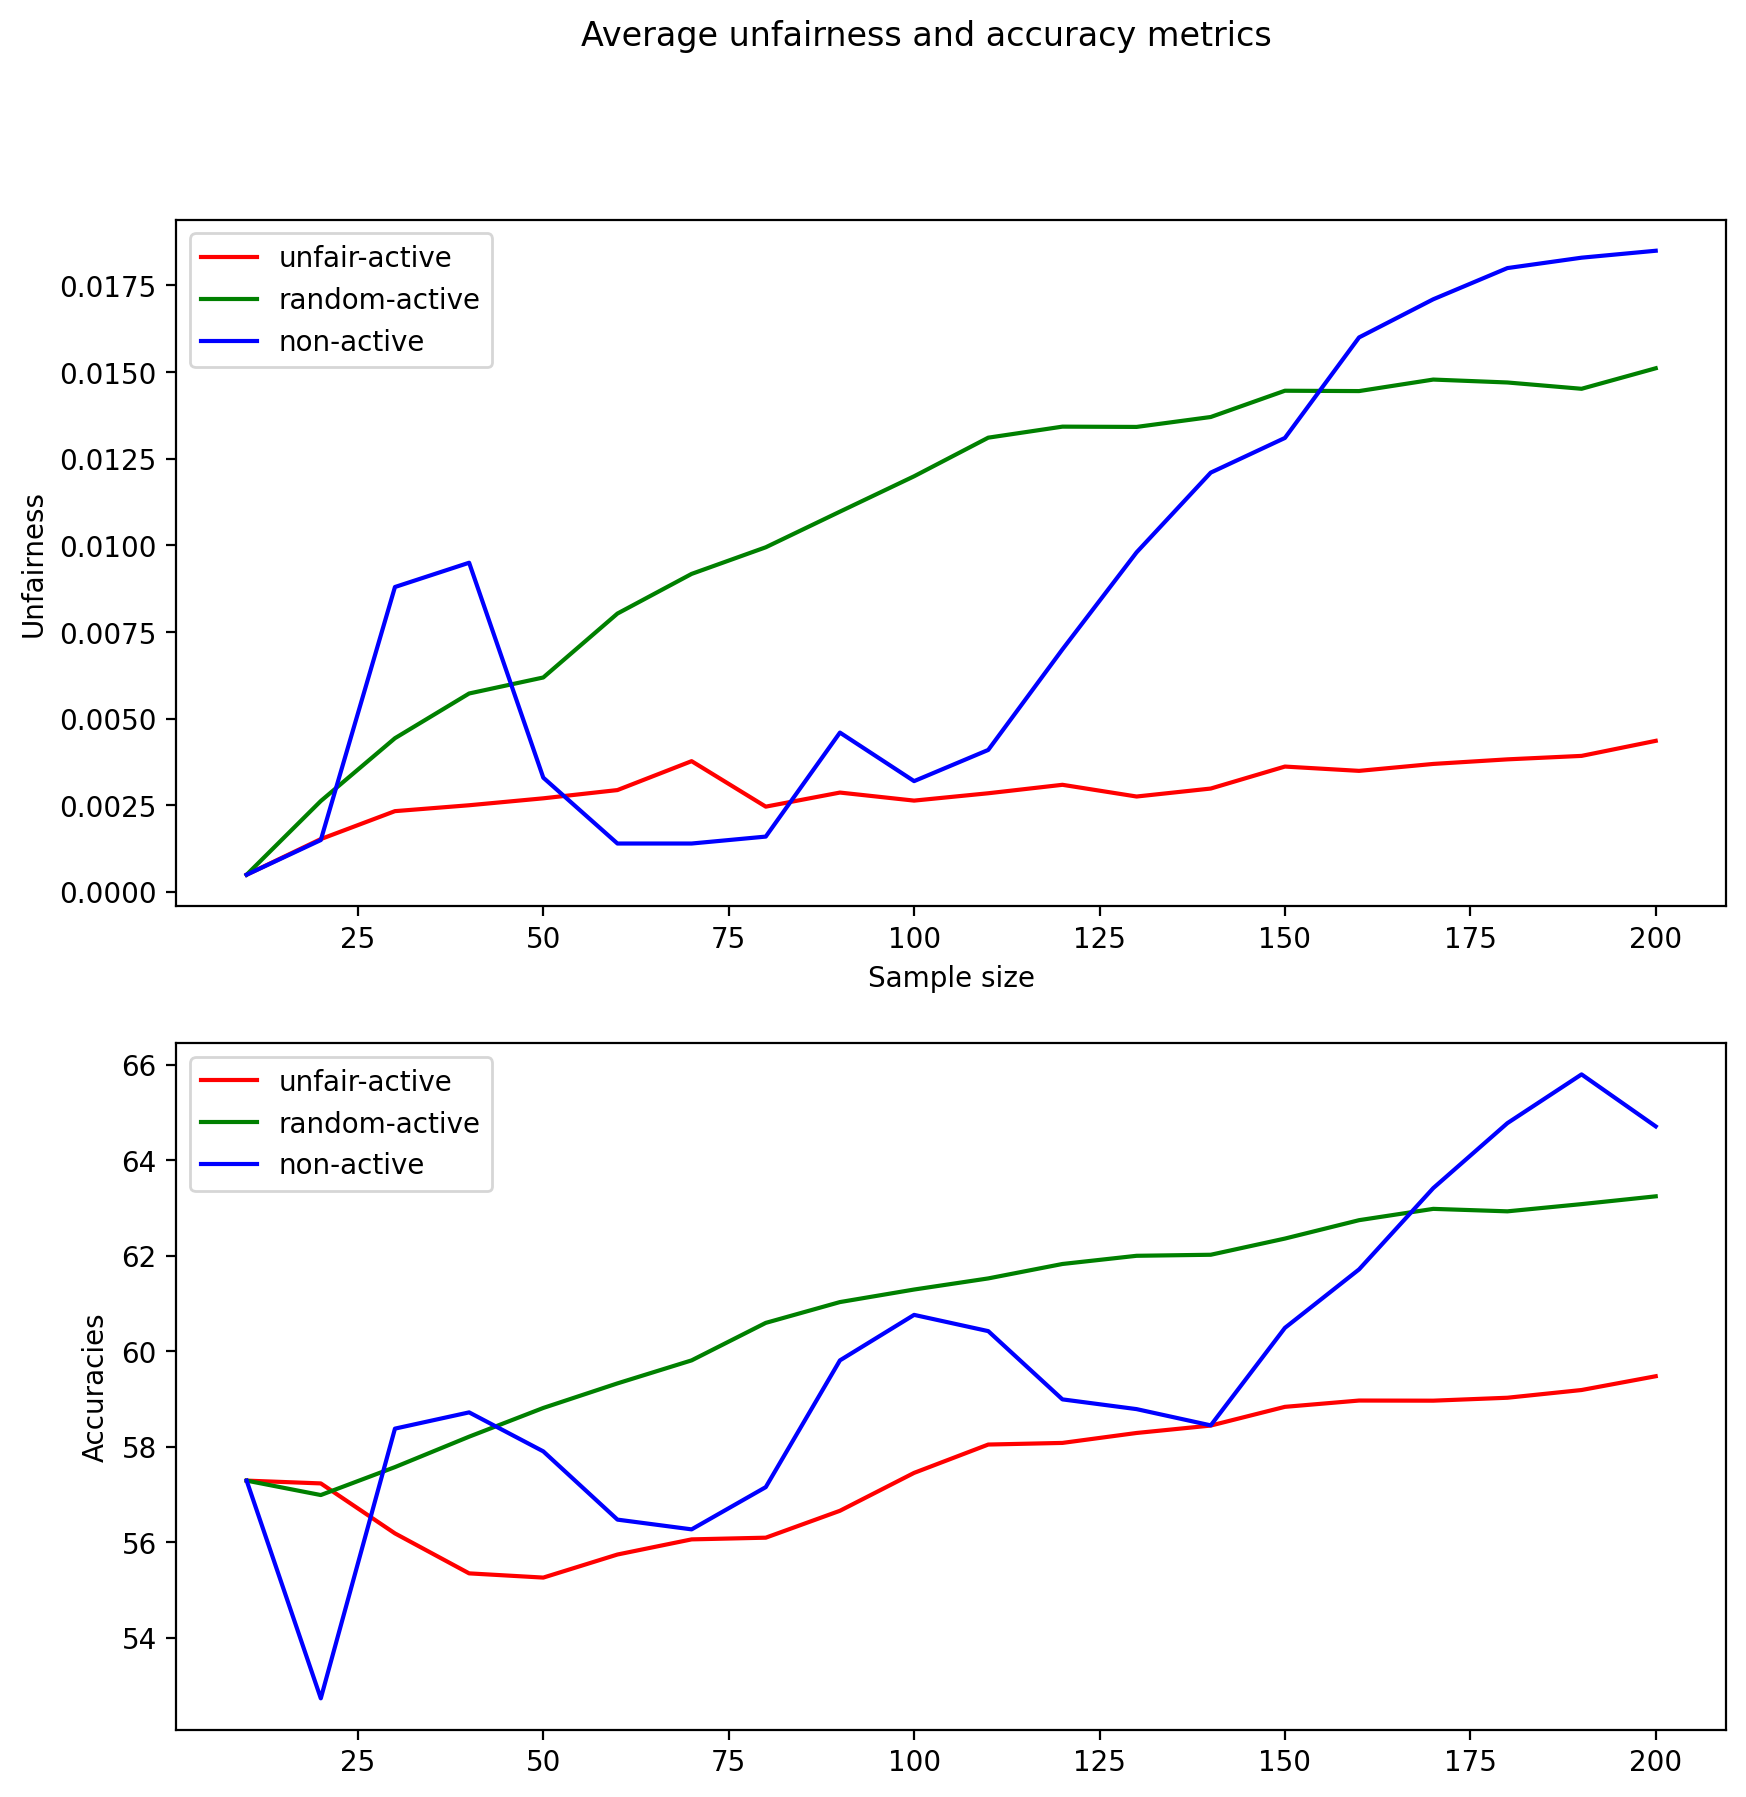 Average unfairness and accuracy metrics
unfair-active
random-active
non-active
0.0175
0.0150
0.0125
0.0100
0.0075
0.0050
0.0025
0.0000
Unfairness
25 50 75 100 125 150 175 200
Sample size
unfair-active
random-active
non-active
66
64
62
60
58
56
54
Accuracies
25 50 75 100 125 150 175 200